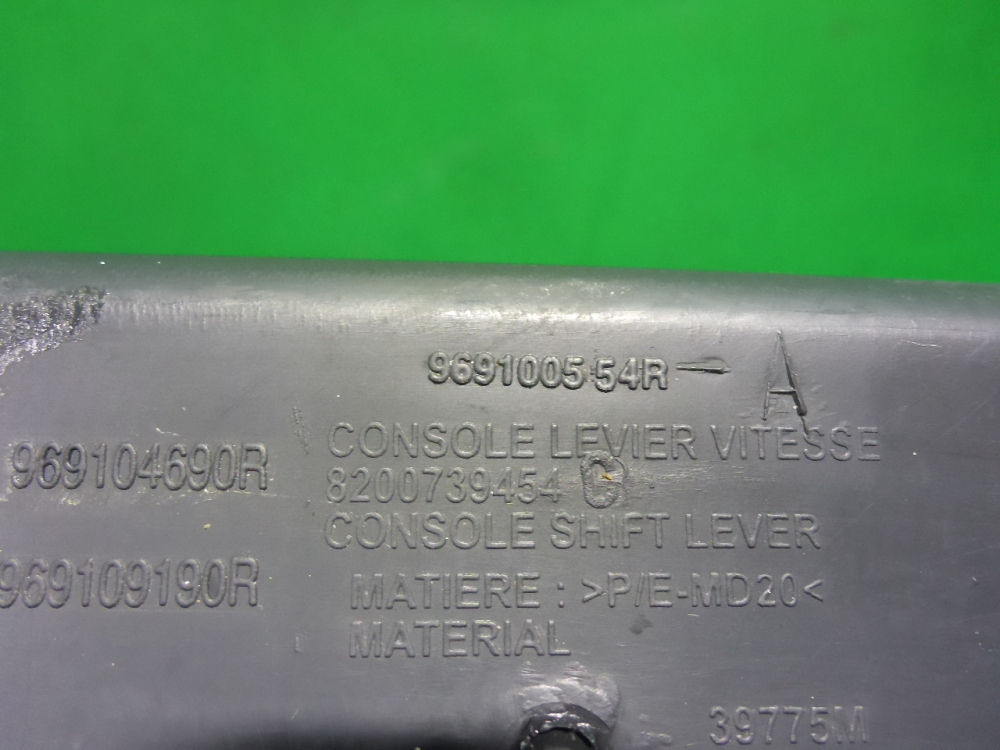 969100554R A
CONSOLE LEVIER VITESSE
969104690R
8200739454 C
CONSOLE SHIFT LEVER
969109190R
MATIERE : >P/E-MD20<
MATERIAL
39775M